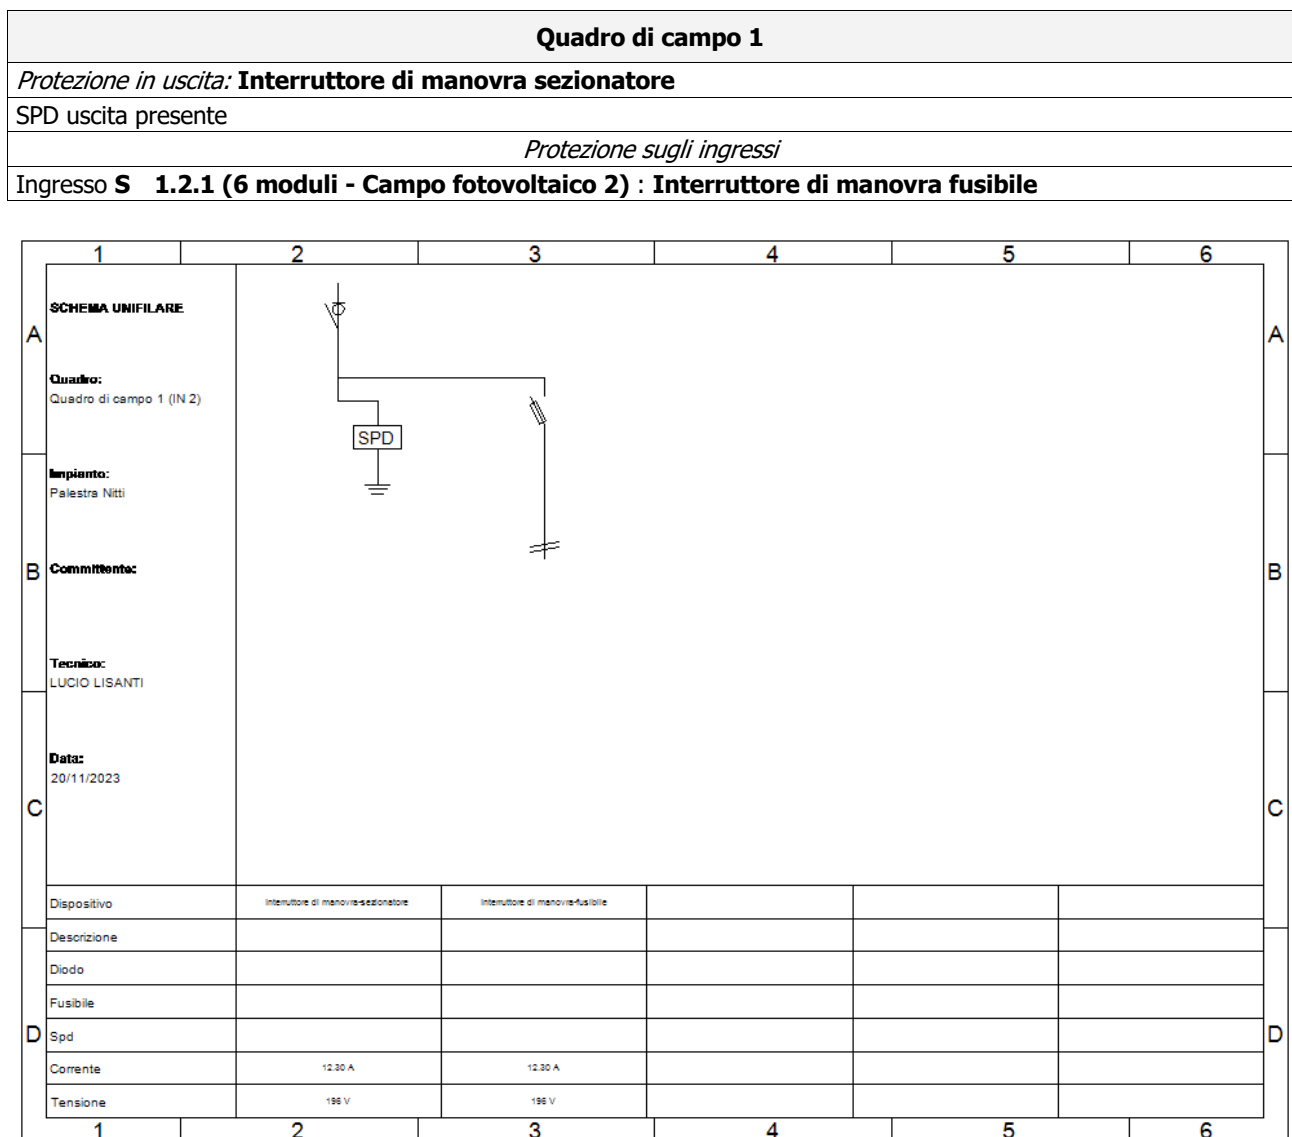 Quadro di campo 1
Protezione in uscita: Interruttore di manovra sezionatore
SPD uscita presente
Protezione sugli ingressi
Ingresso S 1.2.1 (6 moduli - Campo fotovoltaico 2) : Interruttore di manovra fusibile
1 2 3 4 5 6
SCHEMA UNIFILARE
A A
Quadro:
Quadro di campo 1 (IN 2)
SPD
Impianto:
Palestra Nitti
B Committente: B
Tecnico:
LUCIO LISANTI
Data:
20/11/2023
C C
Dispositivo Interruttore di manovra-sezionatore Interruttore di manovra-fusibile
Descrizione
Diodo
Fusibile
D Spd D
Corrente 12.30 A 12.30 A
Tensione 196 V 196 V
1 2 3 4 5 6